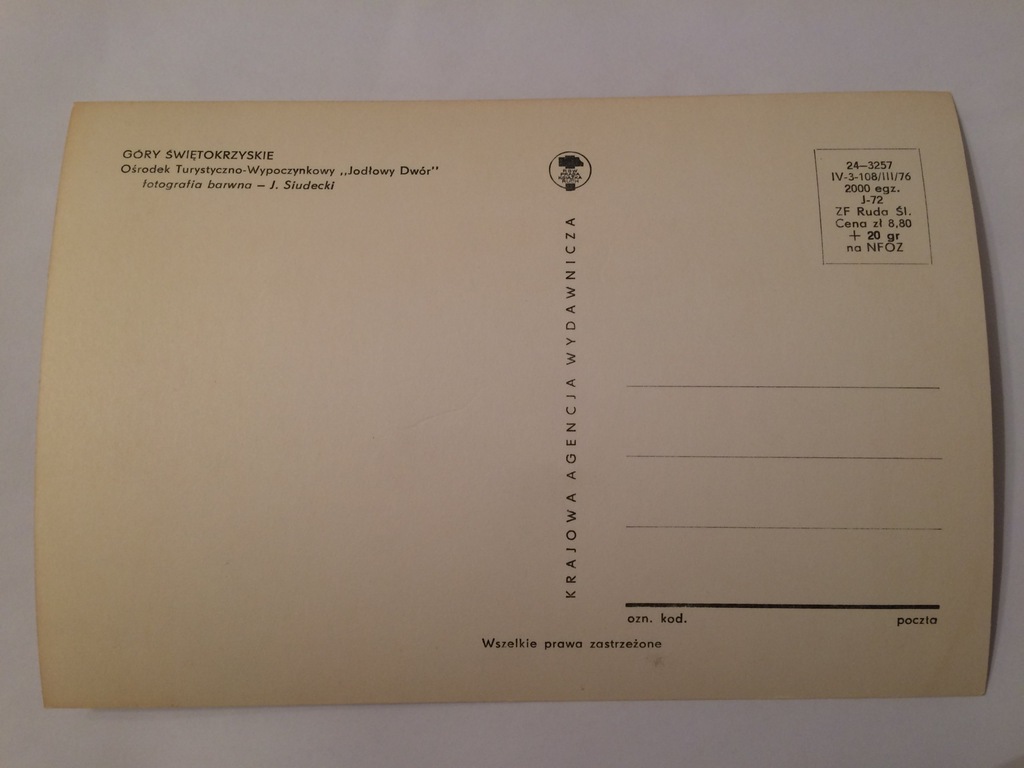 GÓRY ŚWIĘTOKRZYSKIE
Ośrodek Turystyczno-Wypoczynkowy ,,Jodłowy Dwór"
fotografia barwna — J. Siudecki
KRAJOWA AGENCJA WYDAWNICZA
24—3257
IV-3-108/III/76
2000 egz.
J-72
ZF Ruda Śl.
Cena zł 8,80
+ 20 gr
na NFOZ
ozn. kod.
poczta
Wszelkie prawa zastrzeżone